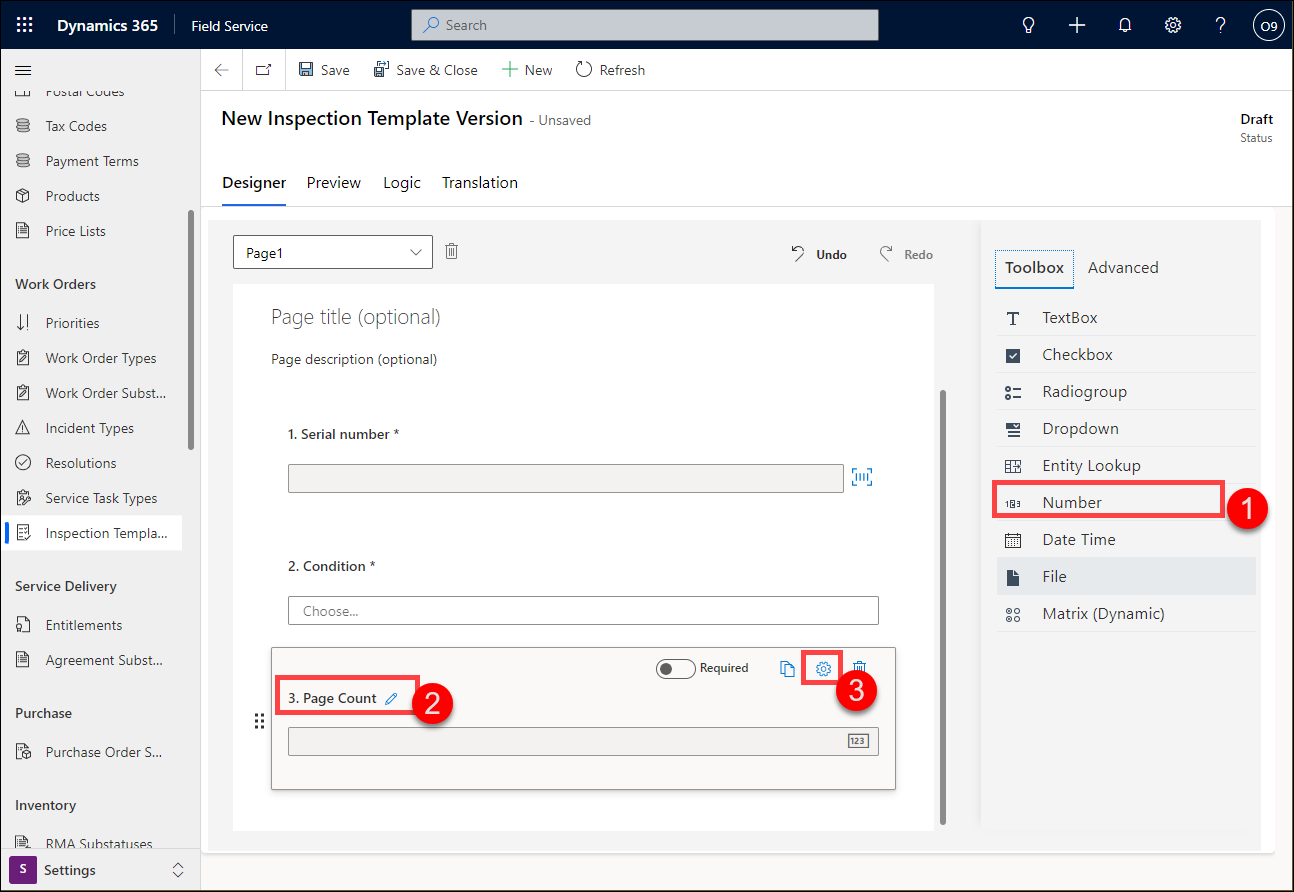 Dynamics 365
Field Service
Search
O9
Postal Codes
Tax Codes
Payment Terms
Products
Price Lists
Work Orders
Priorities
Work Order Types
Work Order Subst...
Incident Types
Resolutions
Service Task Types
Inspection Templa...
Service Delivery
Entitlements
Agreement Subst...
Purchase
Purchase Order S...
Inventory
RMA Substatuses
S Settings
Save
Save & Close
New
Refresh
New Inspection Template Version - Unsaved
Draft
Status
Designer
Preview
Logic
Translation
Page1
Undo
Redo
Page title (optional)
Page description (optional)
1. Serial number *
2. Condition *
Choose...
Required
3
3. Page Count
2
123
Toolbox
Advanced
TextBox
Checkbox
Radiogroup
Dropdown
Entity Lookup
123 Number
1
Date Time
File
Matrix (Dynamic)